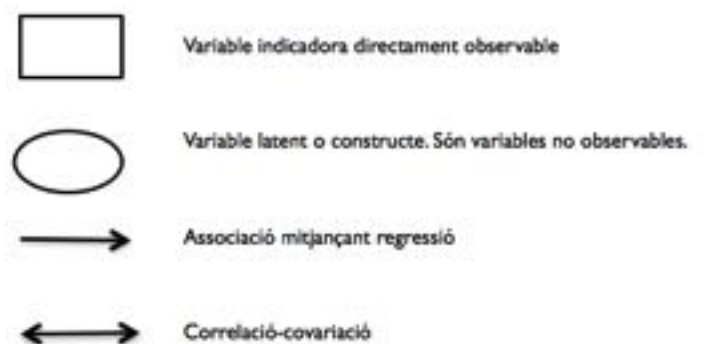 Variable indicadora directament observable
Variable latent o constructe. Són variables no observables.
Associació mitjançant regressió
Correlació-covariació